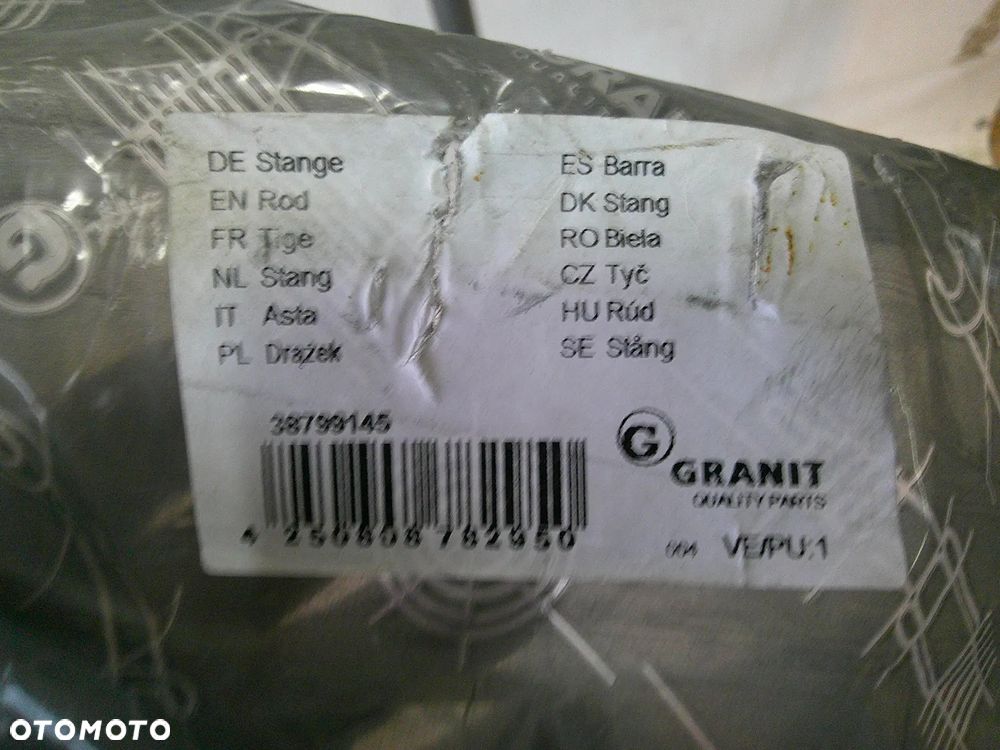 DE Stange
EN Rod
FR Tige
NL Stang
IT Asta
PL Drążek
ES Barra
DK Stang
RO Biela
CZ Tyč
HU Rúd
SE Stång
38799145
4 250808 782950
G
GRANIT
QUALITY PARTS
004 VE/PU:1
OTOMOTO